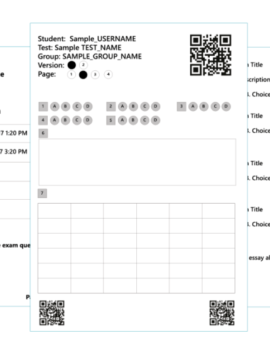 Student: Sample_USERNAME
Test: Sample TEST_NAME
Group: SAMPLE_GROUP_NAME
Version: 2
Page: 1 3 4
1 A B C D
2 A B C D
3 A B C D
4 A B C D
5 A B C D
6
7
7 1:20 PM
7 3:20 PM
exam que
Title
scription
. Choice
Title
. Choice
Title
. Choice
Title
essay al